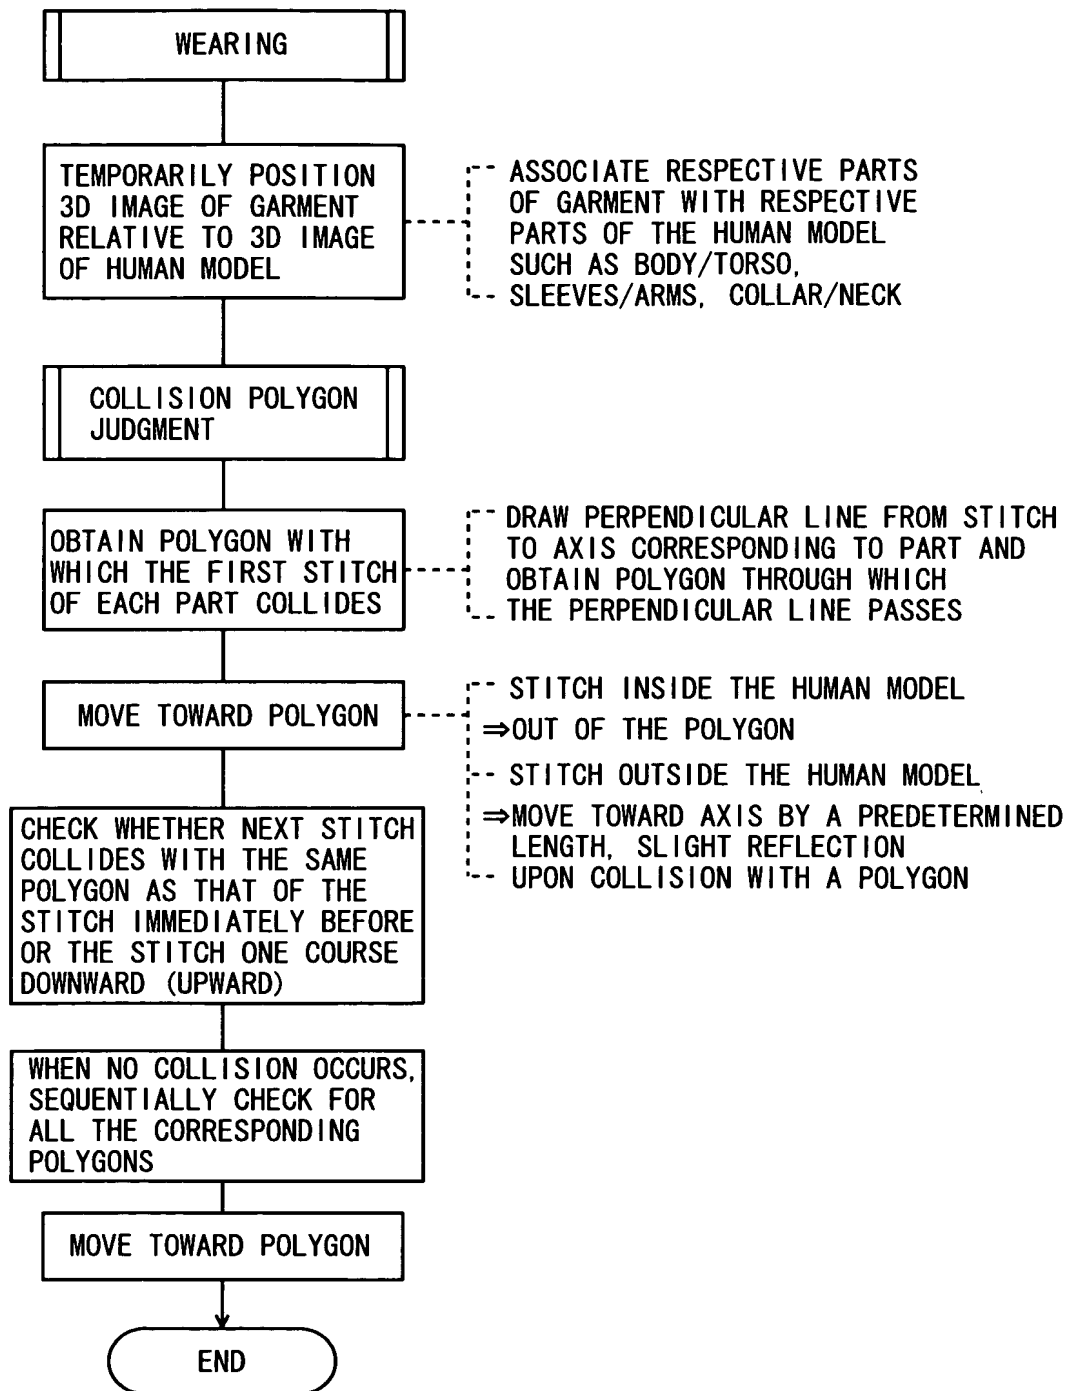 WEARING
TEMPORARILY POSITION
3D IMAGE OF GARMENT
RELATIVE TO 3D IMAGE
OF HUMAN MODEL
ASSOCIATE RESPECTIVE PARTS
OF GARMENT WITH RESPECTIVE
PARTS OF THE HUMAN MODEL
SUCH AS BODY/TORSO,
SLEEVES/ARMS, COLLAR/NECK
COLLISION POLYGON
JUDGMENT
OBTAIN POLYGON WITH
WHICH THE FIRST STITCH
OF EACH PART COLLIDES
DRAW PERPENDICULAR LINE FROM STITCH
TO AXIS CORRESPONDING TO PART AND
OBTAIN POLYGON THROUGH WHICH
THE PERPENDICULAR LINE PASSES
MOVE TOWARD POLYGON
STITCH INSIDE THE HUMAN MODEL
⇒OUT OF THE POLYGON
STITCH OUTSIDE THE HUMAN MODEL
⇒MOVE TOWARD AXIS BY A PREDETERMINED
LENGTH, SLIGHT REFLECTION
UPON COLLISION WITH A POLYGON
CHECK WHETHER NEXT STITCH
COLLIDES WITH THE SAME
POLYGON AS THAT OF THE
STITCH IMMEDIATELY BEFORE
OR THE STITCH ONE COURSE
DOWNWARD (UPWARD)
WHEN NO COLLISION OCCURS,
SEQUENTIALLY CHECK FOR
ALL THE CORRESPONDING
POLYGONS
MOVE TOWARD POLYGON
END